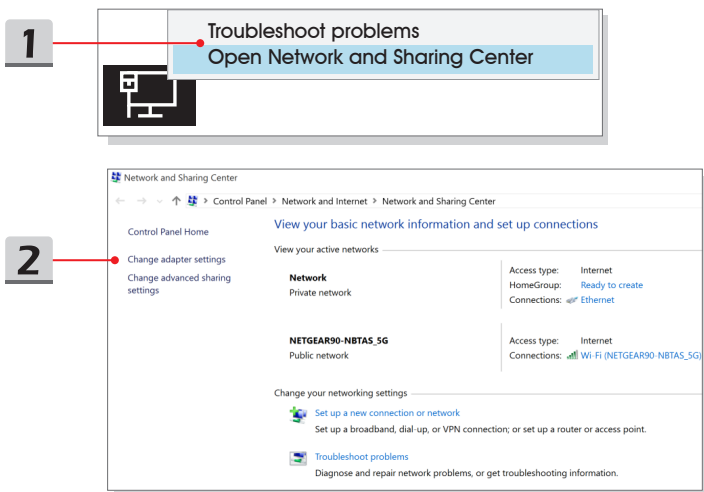 1
Troubleshoot problems
Open Network and Sharing Center
Network and Sharing Center
Control Panel > Network and Internet > Network and Sharing Center
2
Control Panel Home
Change adapter settings
Change advanced sharing
settings
View your basic network information and set up connections
View your active networks
Network
Private network
Access type: Internet
HomeGroup: Ready to create
Connections: Ethernet
NETGEAR90-NBTAS_5G
Public network
Access type: Internet
Connections: Wi-Fi (NETGEAR90-NBTAS_5G)
Change your networking settings
Set up a new connection or network
Set up a broadband, dial-up, or VPN connection; or set up a router or access point.
Troubleshoot problems
Diagnose and repair network problems, or get troubleshooting information.